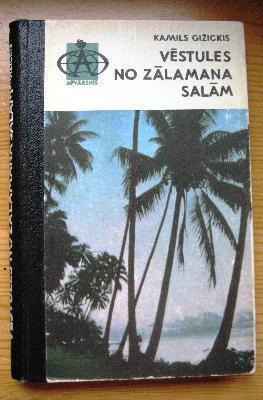 KAMILS GIŽICKIS
VĒSTULES
NO ZĀLAMANA
SALĀM
APVĀRSNIS